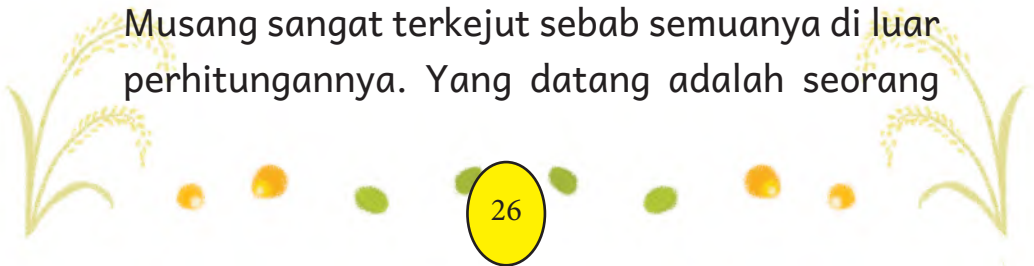 Musang sangat terkejut sebab semuanya di luar
perhitungannya. Yang datang adalah seorang
26